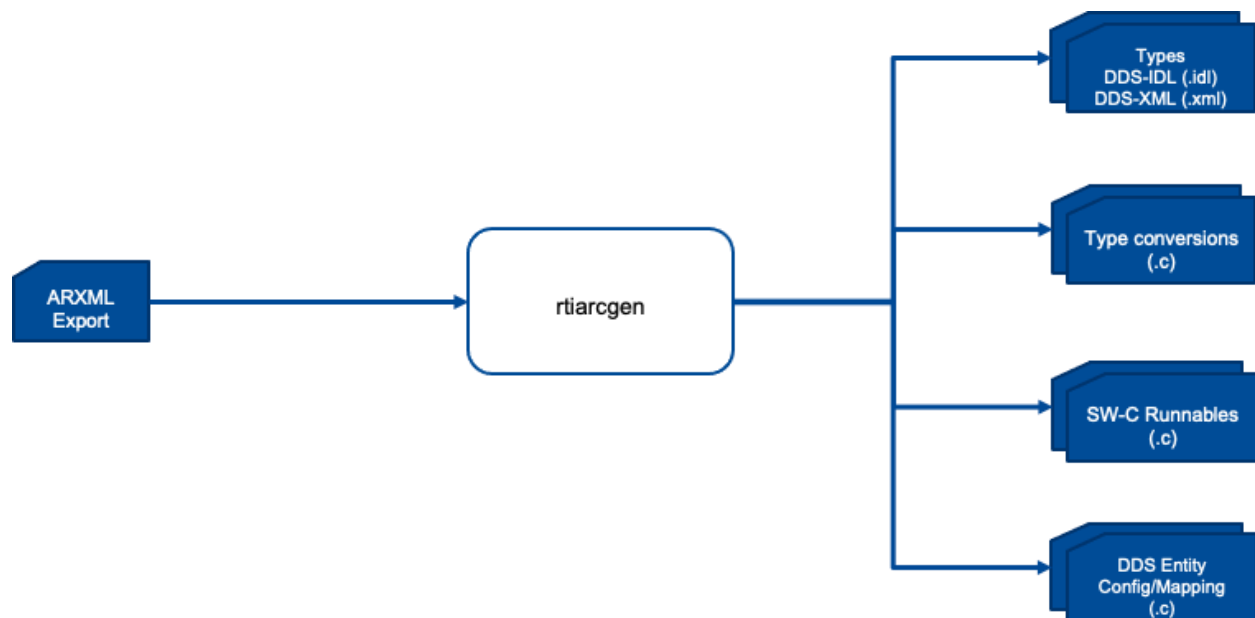 Types
DDS-IDL (.idl)
DDS-XML (.xml)
Type conversions
(.c)
ARXML
Export
rtiarcgen
SW-C Runnables
(.c)
DDS Entity
Config/Mapping
(.c)